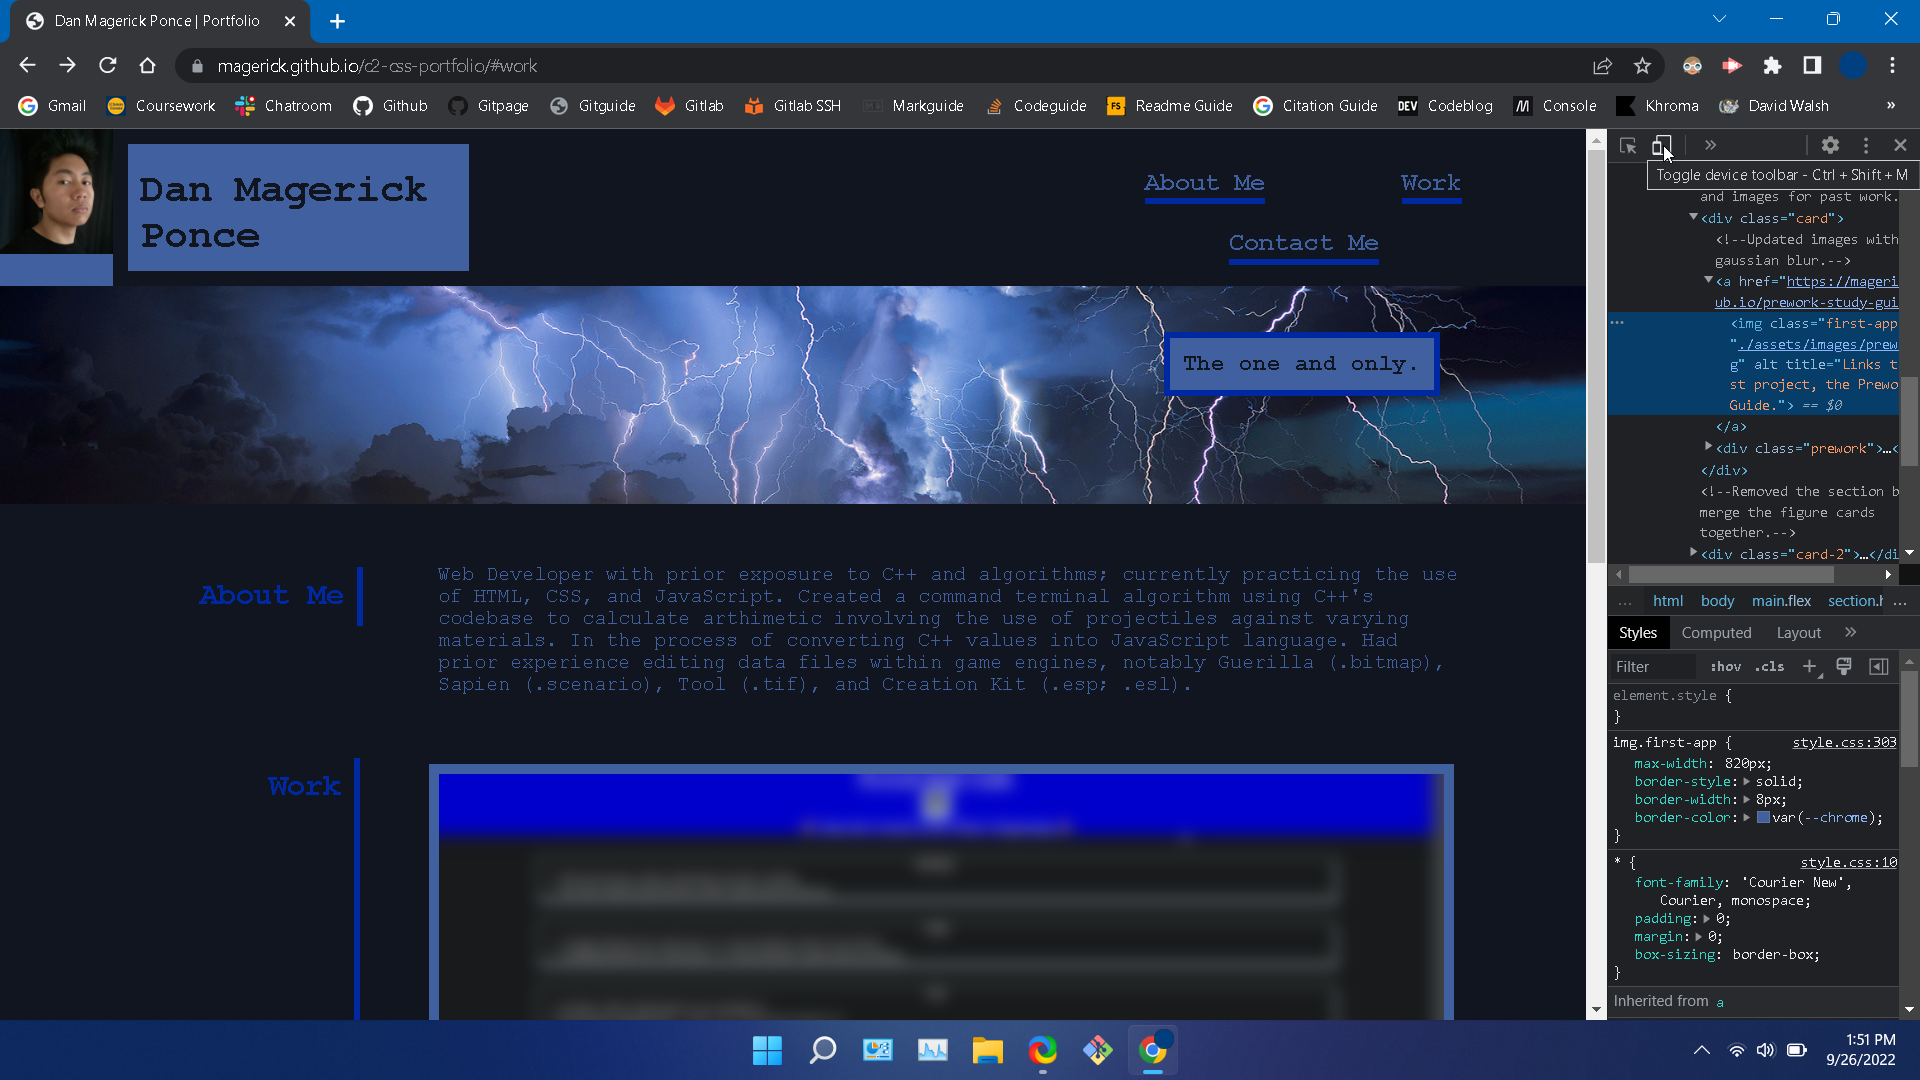 Dan Magerick Ponce | Portfolio
magerick.github.io/c2-css-portfolio/#work
Gmail Coursework Chatroom Github Gitpage Gitguide Gitlab Gitlab SSH Markguide Codeguide FS Readme Guide Citation Guide DEV Codeblog Console Khroma David Walsh »
Dan Magerick
Ponce
About Me Work
Contact Me
The one and only.
About Me
Web Developer with prior exposure to C++ and algorithms; currently practicing the use
of HTML, CSS, and JavaScript. Created a command terminal algorithm using C++'s
codebase to calculate arthimetic involving the use of projectiles against varying
materials. In the process of converting C++ values into JavaScript language. Had
prior experience editing data files within game engines, notably Guerilla (.bitmap),
Sapien (.scenario), Tool (.tif), and Creation Kit (.esp; .esl).
Work
Toggle device toolbar - Ctrl + Shift + M
and images for past work.
<div class="card">
<!--Updated images with
gaussian blur.-->
<a href="https://mageri
ub.io/prework-study-gui
<img class="first-app
"./assets/images/prew
g" alt title="Links t
st project, the Prewo
Guide."> == $0
</a>
<div class="prework">…<
</div>
<!--Removed the section b
merge the figure cards
together.-->
<div class="card-2">…</di
... html body main.flex section.h ...
Styles Computed Layout »
Filter :hov .cls
element.style {
}
img.first-app { style.css:303
max-width: 820px;
border-style: solid;
border-width: 8px;
border-color: var(--chrome);
}
* { style.css:10
font-family: 'Courier New',
Courier, monospace;
padding: 0;
margin: 0;
box-sizing: border-box;
}
Inherited from a
1:51 PM
9/26/2022